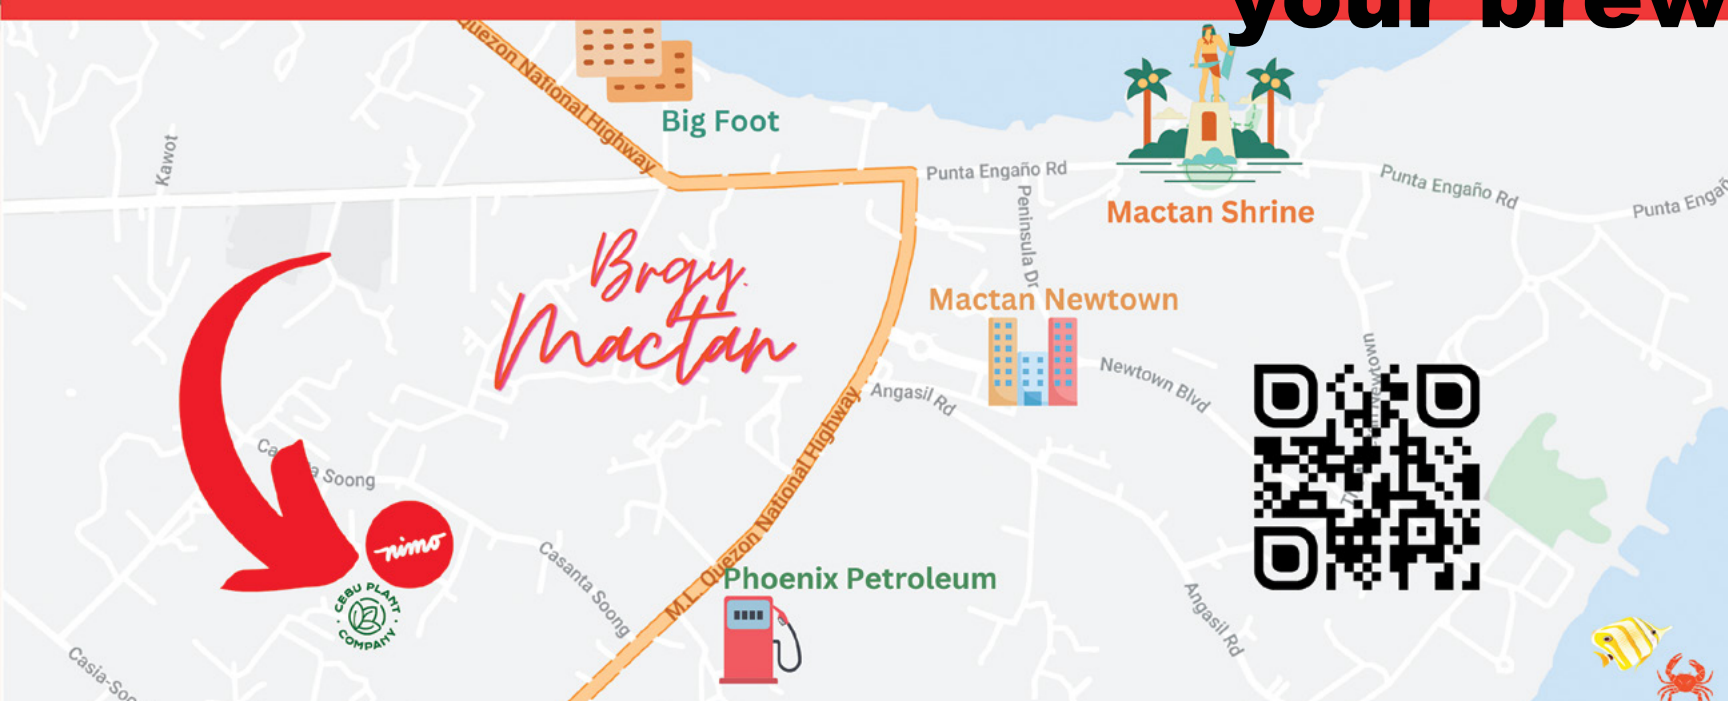 your brew
Quezon National Highway
Big Foot
Kawot
Punta Engaño Rd
Punta Engaño Rd
Punta
Peninsula Dr
Mactan Shrine
Brgy.
Mactan
Mactan Newtown
Newtown Blvd
Angasil Rd
Soong
nimo
CEBU PLANT
COMPANY
Casanta Soong
M.L. Quezon National Highway
Phoenix Petroleum
Angasil Rd